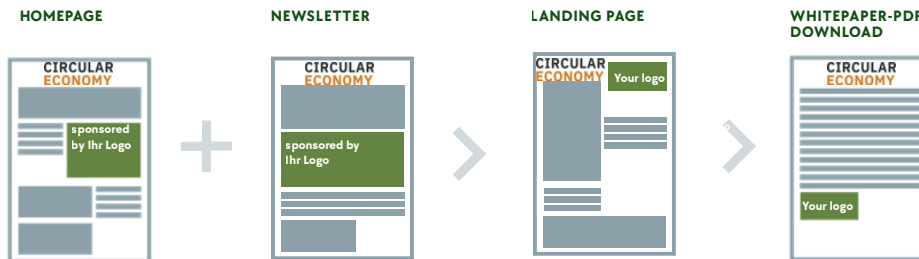 HOMEPAGE
CIRCULAR
ECONOMY
sponsored
by Ihr Logo
NEWSLETTER
CIRCULAR
ECONOMY
sponsored by
Ihr Logo
LANDING PAGE
CIRCULAR
ECONOMY
Your logo
WHITEPAPER-PDF
DOWNLOAD
CIRCULAR
ECONOMY
Your logo